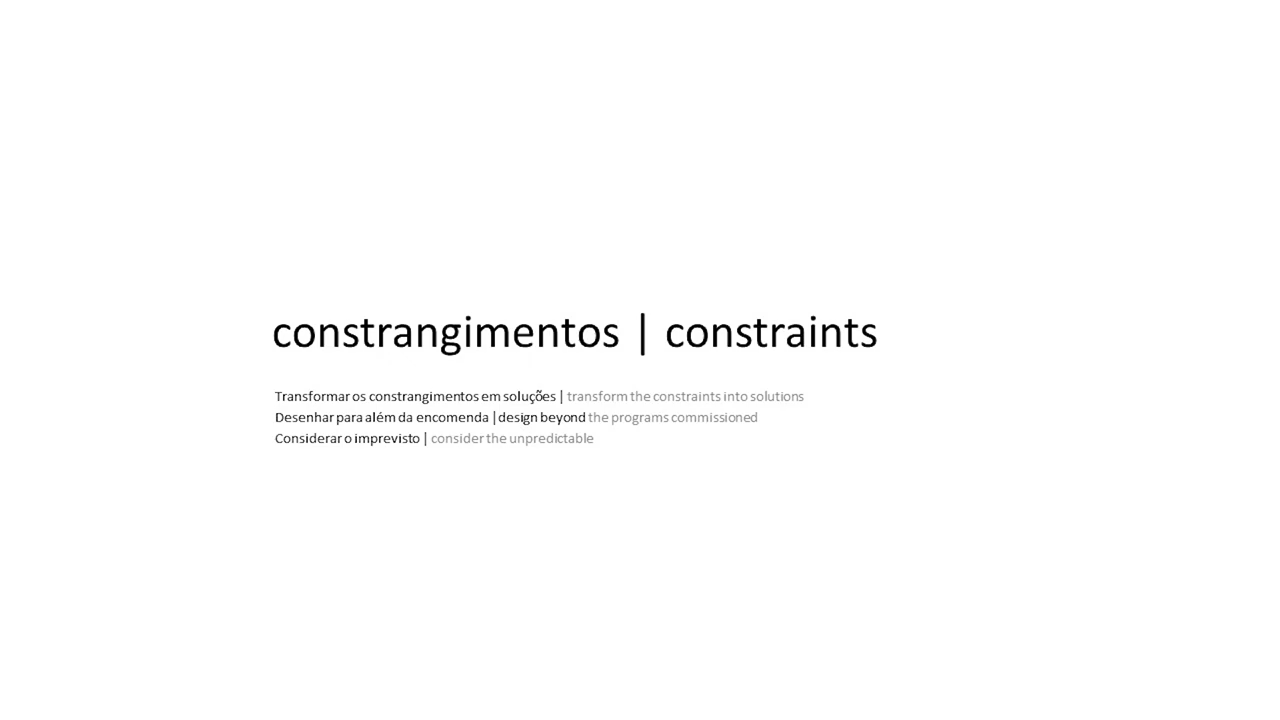 constrangimentos | constraints
Transformar os constrangimentos em soluções | transform the constraints into solutions
Desenhar para além da encomenda | design beyond the programs commissioned
Considerar o imprevisto | consider the unpredictable